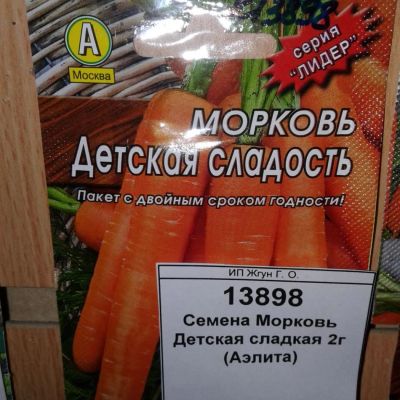 13898
А
Москва
серия
"ЛИДЕР"
МОРКОВЬ
Детская сладость
Пакет с двойным сроком годности!
ИП Жгун Г. О.
13898
Семена Морковь
Детская сладкая 2г
(Аэлита)